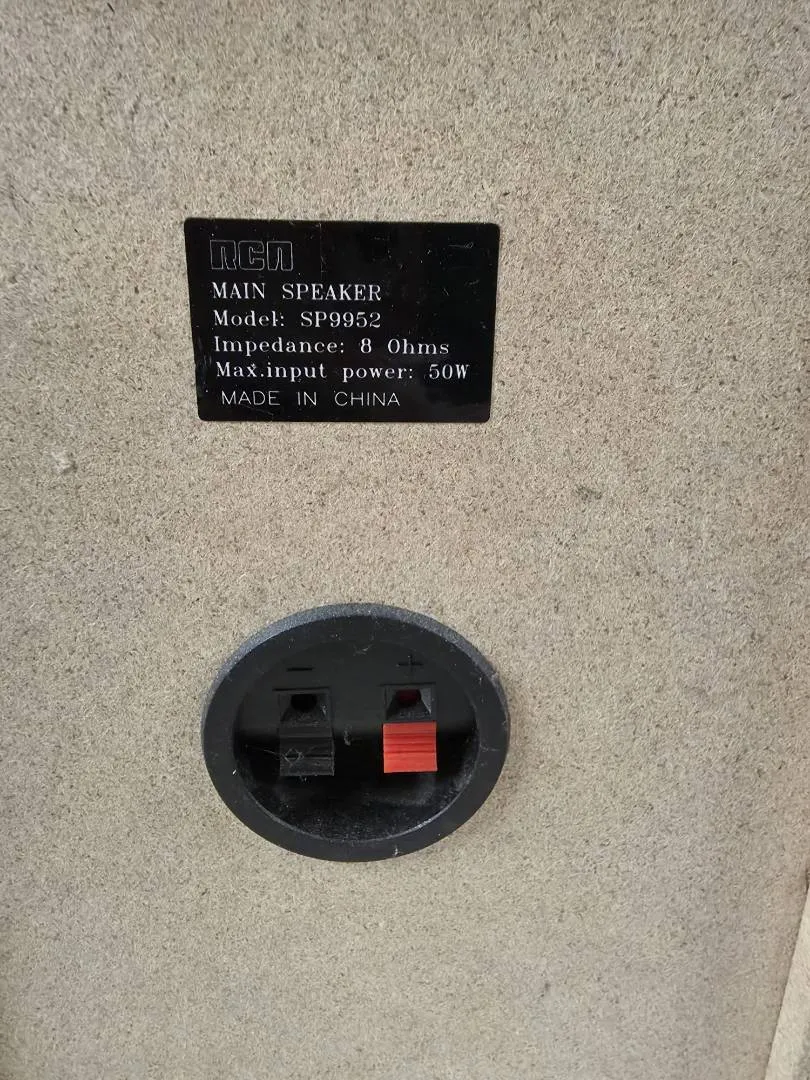 RCA
MAIN SPEAKER
Model: SP9952
Impedance: 8 Ohms
Max.input power: 50W
MADE IN CHINA
− +